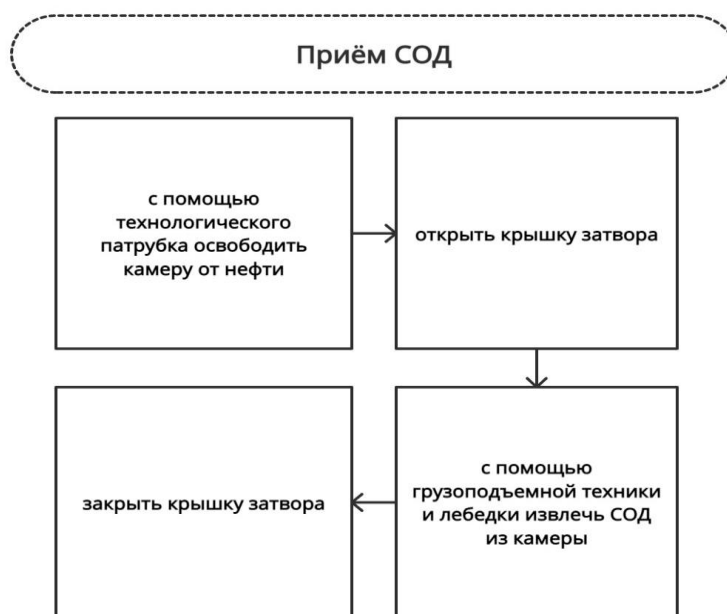 Приём СОД
с помощью
технологического
патрубка освободить
камеру от нефти
открыть крышку затвора
с помощью
грузоподъемной техники
и лебедки извлечь СОД
из камеры
закрыть крышку затвора